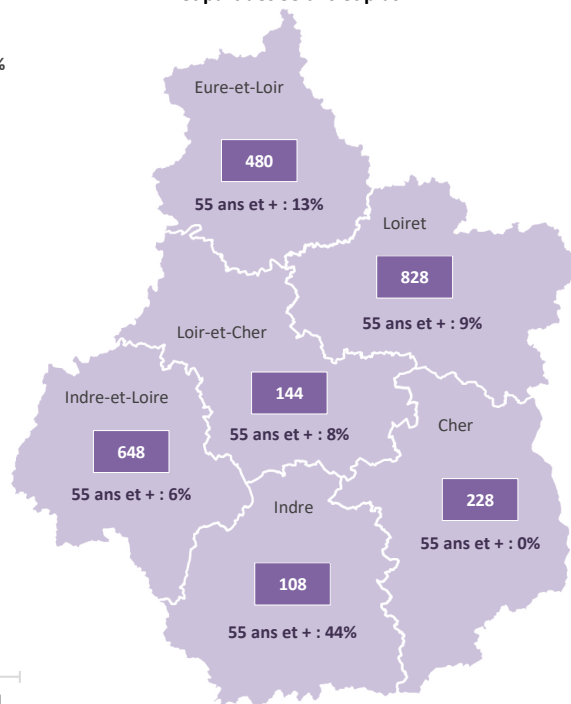 %
Eure-et-Loir
480
55 ans et + : 13%
Loiret
828
55 ans et + : 9%
Loir-et-Cher
144
55 ans et + : 8%
Indre-et-Loire
648
55 ans et + : 6%
Cher
228
55 ans et + : 0%
Indre
108
55 ans et + : 44%